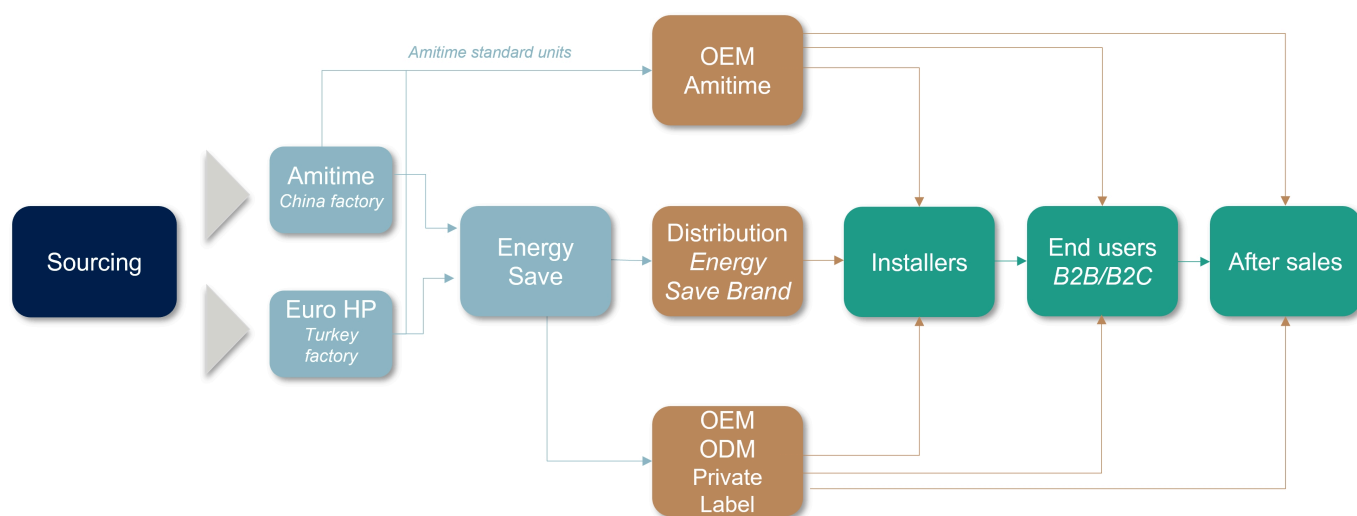 Amitime standard units
OEM
Amitime
Amitime
China factory
Sourcing
Energy
Save
Distribution
Energy
Save Brand
Installers
End users
B2B/B2C
After sales
Euro HP
Turkey
factory
OEM
ODM
Private
Label